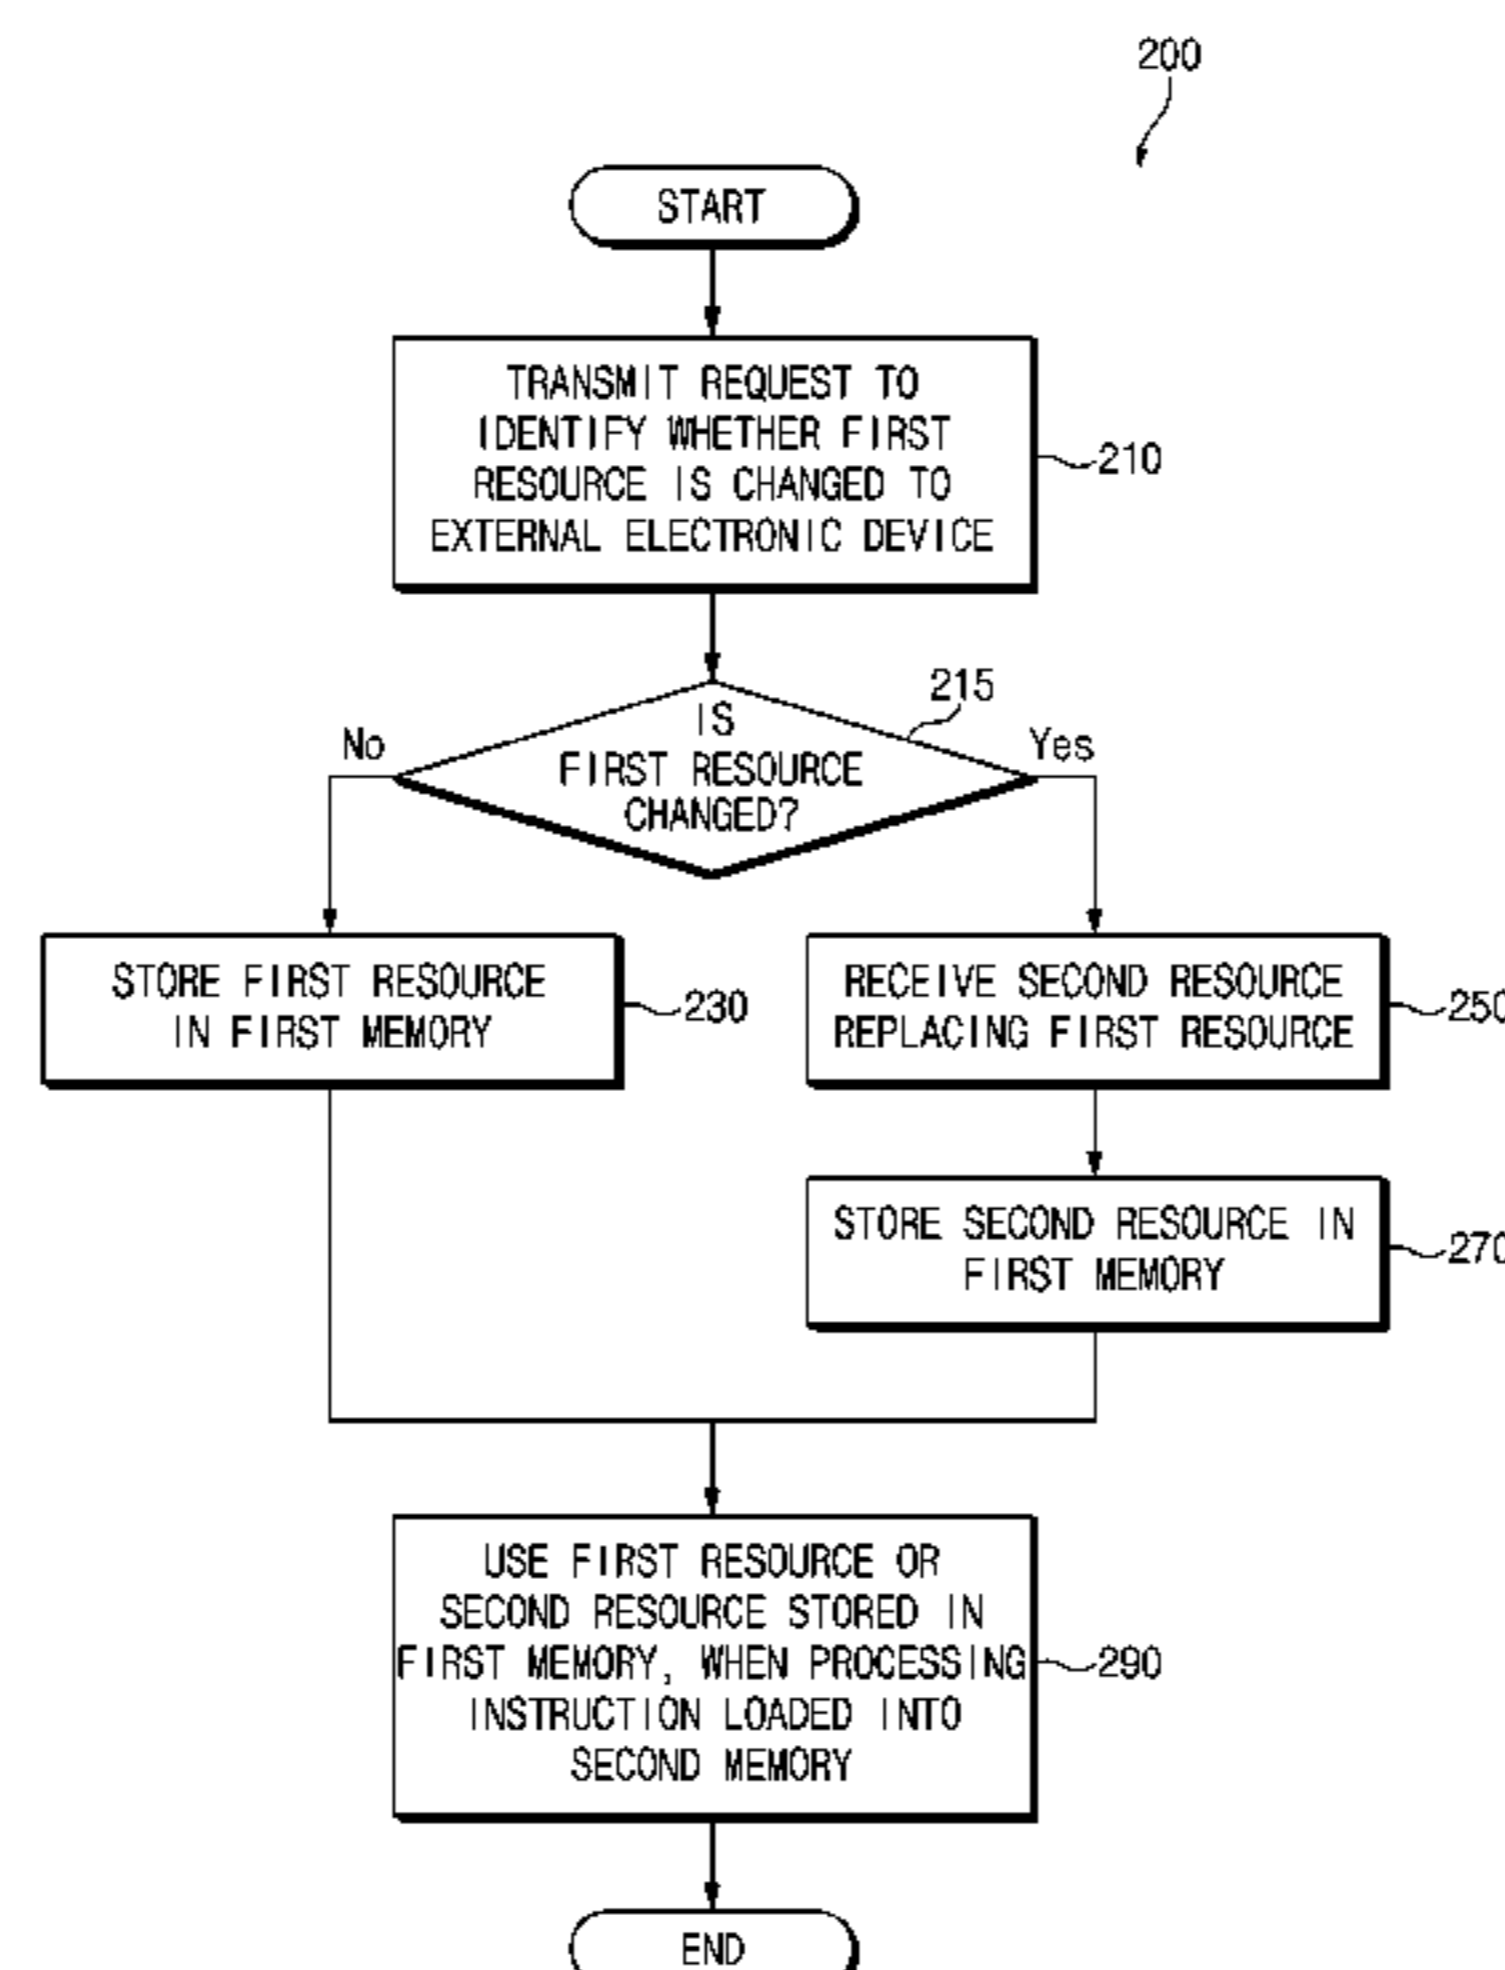 200
START
TRANSMIT REQUEST TO
IDENTIFY WHETHER FIRST
RESOURCE IS CHANGED TO
EXTERNAL ELECTRONIC DEVICE
210
215
IS
FIRST RESOURCE
CHANGED?
No
Yes
STORE FIRST RESOURCE
IN FIRST MEMORY
230
RECEIVE SECOND RESOURCE
REPLACING FIRST RESOURCE
250
STORE SECOND RESOURCE IN
FIRST MEMORY
270
USE FIRST RESOURCE OR
SECOND RESOURCE STORED IN
FIRST MEMORY, WHEN PROCESSING
INSTRUCTION LOADED INTO
SECOND MEMORY
290
END